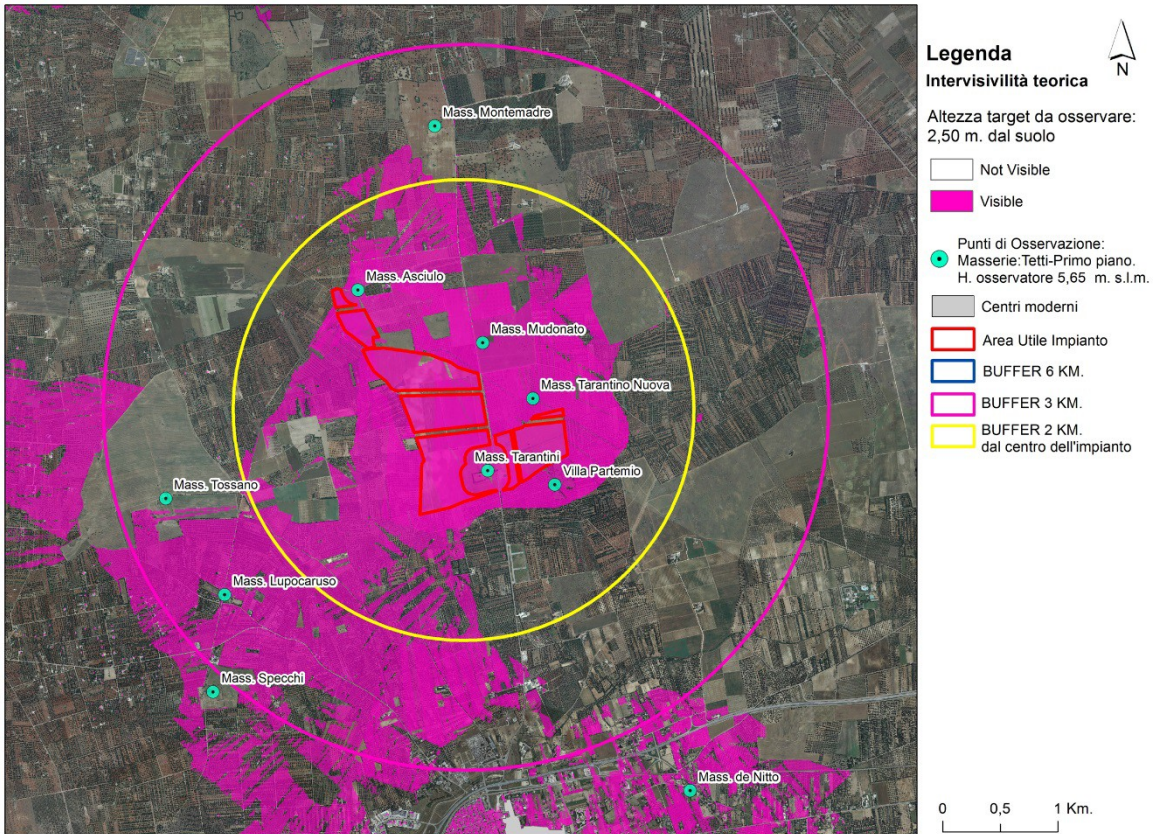 Mass. Montemadre
Mass. Asciulo
Mass. Mudonato
Mass. Tarantino Nuova
Mass. Tarantini
Villa Partemio
Mass. Tossano
Mass. Lupocaruso
Mass. Specchi
Mass. de Nitto
N
Legenda
Intervisivilità teorica
Altezza target da osservare:
2,50 m. dal suolo
Not Visible
Visible
Punti di Osservazione:
Masserie:Tetti-Primo piano.
H. osservatore 5,65 m. s.l.m.
Centri moderni
Area Utile Impianto
BUFFER 6 KM.
BUFFER 3 KM.
BUFFER 2 KM.
dal centro dell'impianto
0 0,5 1 Km.